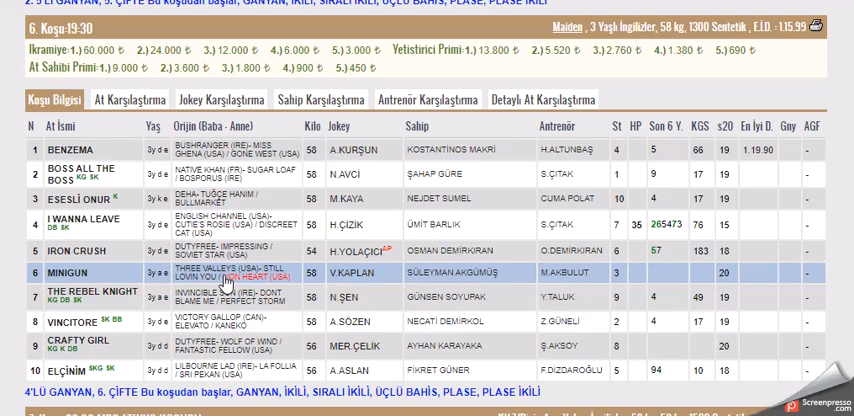 2. 5'Lİ GANYAN, 5. ÇİFTE Bu koşudan başlar, GANYAN, İKİLİ, SIRALI İKİLİ, ÜÇLÜ BAHİS, PLASE, PLASE İKİLİ
6. Koşu:19-30 Maiden , 3 Yaşlı İngilizler, 58 kg, 1300 Sentetik , E.İ.D. : 1.15.99
Ikramiye: 1.) 60.000 ₺ 2.) 24.000 ₺ 3.) 12.000 ₺ 4.) 6.000 ₺ 5.) 3.000 ₺ Yetistirici Primi: 1.) 13.800 ₺ 2.) 5.520 ₺ 3.) 2.760 ₺ 4.) 1.380 ₺ 5.) 690 ₺
At Sahibi Primi: 1.) 9.000 ₺ 2.) 3.600 ₺ 3.) 1.800 ₺ 4.) 900 ₺ 5.) 450 ₺
Koşu Bilgisi At Karşılaştırma Jokey Karşılaştırma Sahip Karşılaştırma Antrenör Karşılaştırma Detaylı At Karşılaştırma
N At İsmi Yaş Orijin (Baba - Anne) Kilo Jokey Sahip Antrenör St HP Son 6 Y. KGS s20 En İyi D. Gny AGF
1 BENZEMA 3y d e BUSHRANGER (IRE)- MISS GHENA (USA) / GONE WEST (USA) 58 A.KURŞUN KOSTANTİNOS MAKRİ H.ALTUNBAŞ 4 5 66 19 1.19.90 -
2 BOSS ALL THE BOSS KG SK 3y d e NATIVE KHAN (FR)- SUGAR LOAF / BOSPORUS (IRE) 58 N.AVCİ ŞAHAP GÜRE S.ÇITAK 1 9 17 20 -
3 ESESLİ ONUR K 3y k e DEHA- TUĞÇE HANIM / BULLMARKET 58 M.KAYA NEJDET SUMEL CUMA POLAT 10 4 17 19 -
4 I WANNA LEAVE DB SK 3y d e ENGLISH CHANNEL (USA)- CUTIE'S ROSIE (USA) / DISCREET CAT (USA) 58 H.ÇİZİK ÜMİT BARLIK S.ÇITAK 7 35 265473 76 15 -
5 IRON CRUSH 3y d e DUTYFREE- IMPRESSING / SOVIET STAR (USA) 54 H.YOLAÇICI AP OSMAN DEMİRKIRAN O.DEMİRKIRAN 6 57 183 18 -
6 MINIGUN 3y a e THREE VALLEYS (USA)- STILL LOVIN YOU / HEART (USA) 58 V.KAPLAN SÜLEYMAN AKGÜMÜŞ M.AKBULUT 3 20 -
7 THE REBEL KNIGHT KG DB SK 3y a e INVINCIBLE (IRE)- DONT BLAME ME / PERFECT STORM 58 N.ŞEN GÜNSEN SOYUPAK Y.TALUK 9 4 49 19 -
8 VINCITORE SK BB 3y d e VICTORY GALLOP (CAN)- ELEVATO / KANEKO 58 A.SÖZEN NECATİ DEMİRKOL Z.GÜNELİ 2 4 17 19 -
9 CRAFTY GIRL KG K DB 3y d d DUTYFREE- WOLF OF WIND / FANTASTIC FELLOW (USA) 56 MER.ÇELİK AYHAN KARAYAKA Ş.AKSOY 8 20 -
10 ELÇİNİM SKG SK 3y d d LILBOURNE LAD (IRE)- LA FOLLIA / SRI PEKAN (USA) 56 A.ASLAN FİKRET GÜNER F.DİZDAROĞLU 5 94 10 19 -
4'LÜ GANYAN, 6. ÇİFTE Bu koşudan başlar, GANYAN, İKİLİ, SIRALI İKİLİ, ÜÇLÜ BAHİS, PLASE, PLASE İKİLİ
Screenpresso
.com